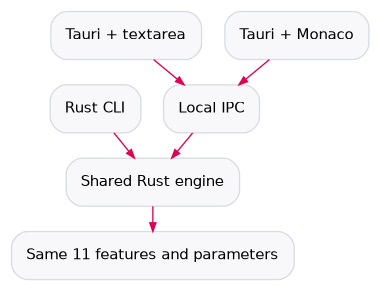 Tauri + textarea
Tauri + Monaco
Rust CLI
Local IPC
Shared Rust engine
Same 11 features and parameters